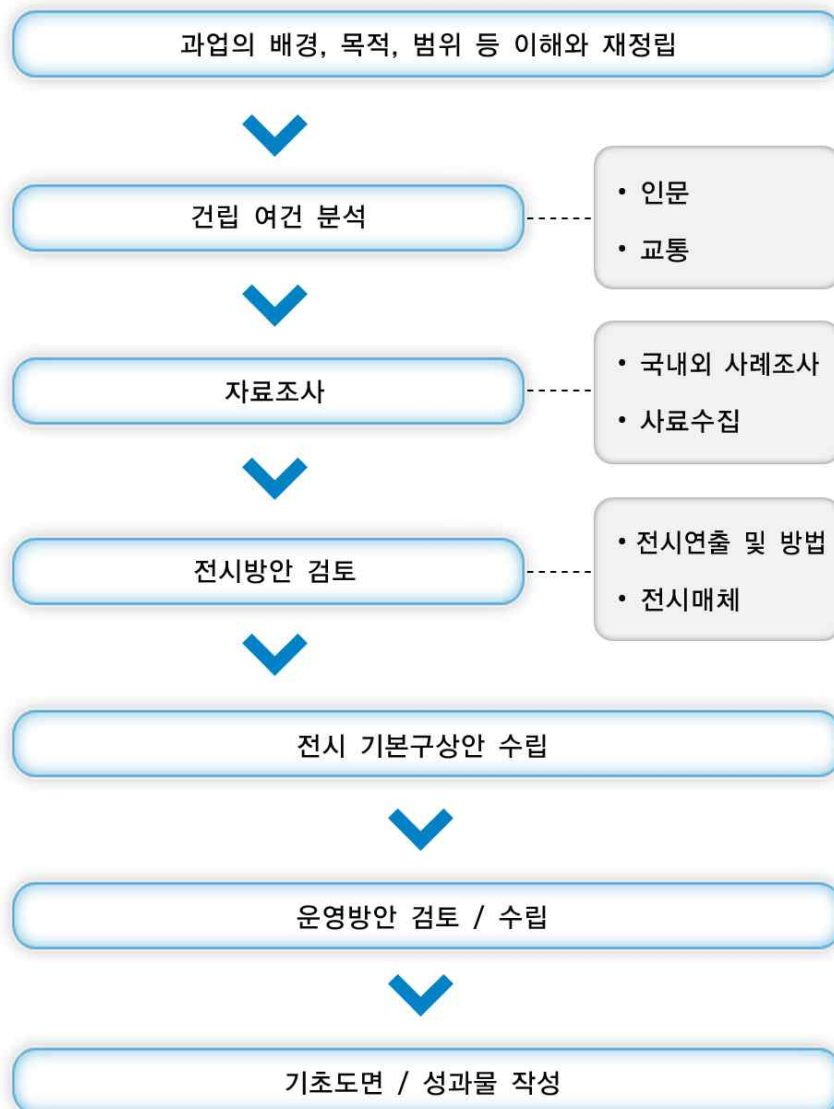 과업의 배경, 목적, 범위 등 이해와 재정립
건립 여건 분석
• 인문
• 교통
자료조사
• 국내외 사례조사
• 사료수집
전시방안 검토
• 전시연출 및 방법
• 전시매체
전시 기본구상안 수립
운영방안 검토 / 수립
기초도면 / 성과물 작성